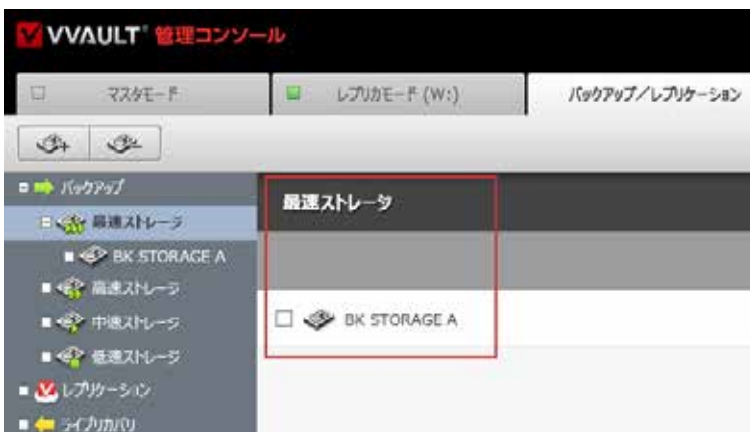 VVAULT® 管理コンソール
マスタモード
レプリカモード (W:)
バックアップ/レプリケーション
バックアップ
最速ストレージ
BK STORAGE A
高速ストレージ
中速ストレージ
低速ストレージ
レプリケーション
ライブリカバリ
最速ストレータ
BK STORAGE A